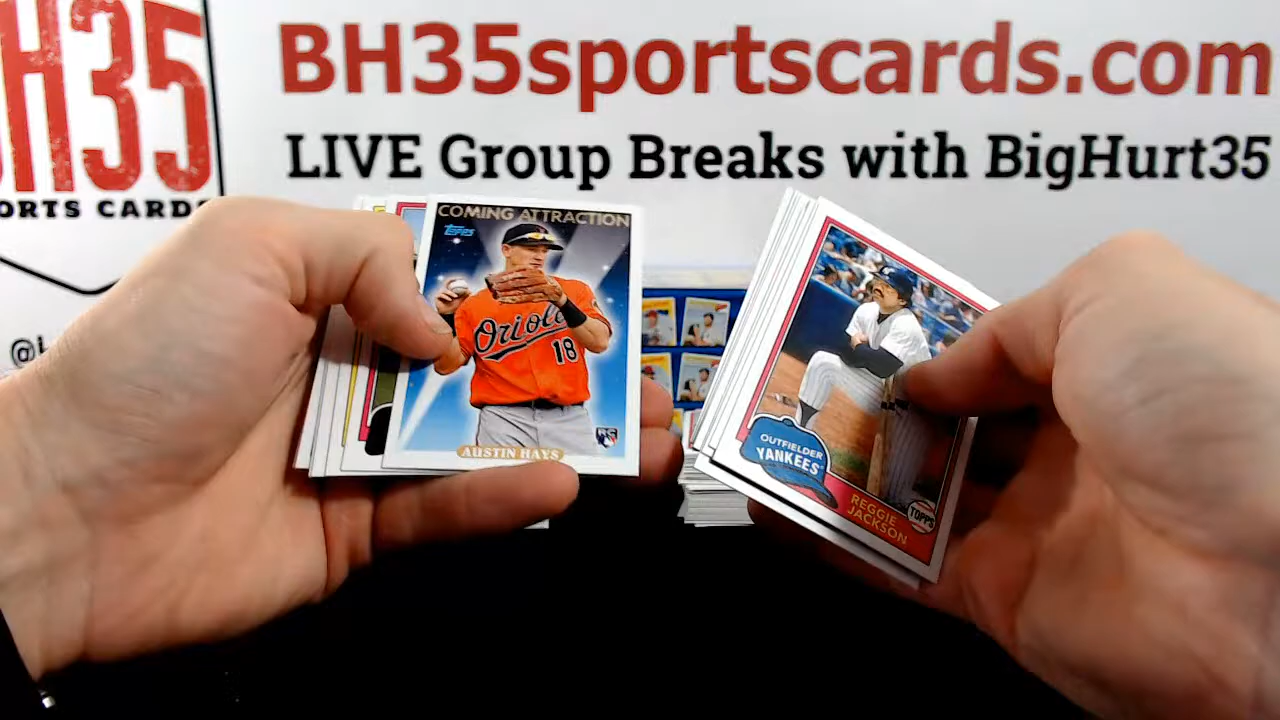 BH35sportscards.com
LIVE Group Breaks with BigHurt35
H35
ORTS CARDS
@L
COMING ATTRACTION
Topps
Orioles
18
RC
AUSTIN HAYS
OUTFIELDER
YANKEES
REGGIE
JACKSON
TOPPS